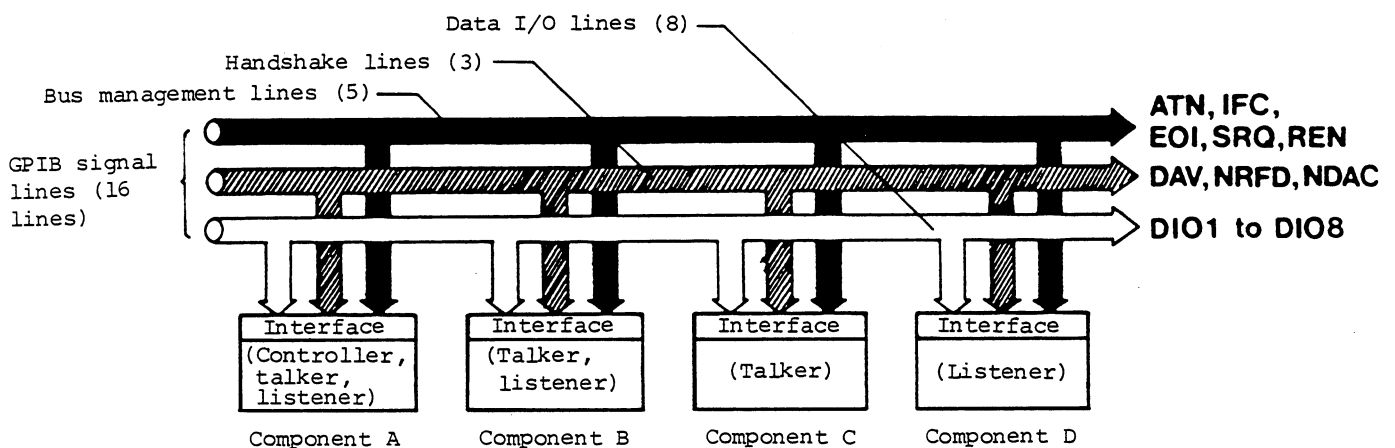 Data I/O lines (8)
Handshake lines (3)
Bus management lines (5)
GPIB signal
lines (16
lines)
ATN, IFC,
EOI, SRQ, REN
DAV, NRFD, NDAC
DIO1 to DIO8
Interface
(Controller,
talker,
listener)
Component A
Interface
(Talker,
listener)
Component B
Interface
(Talker)
Component C
Interface
(Listener)
Component D